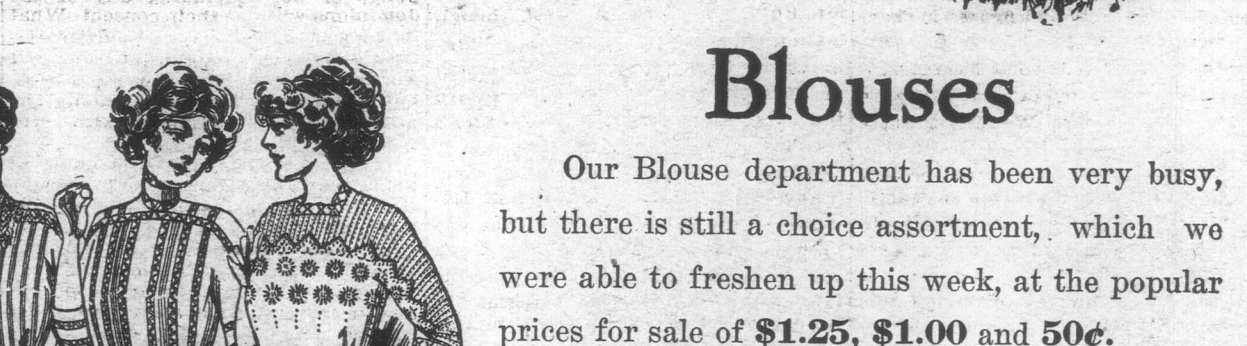 Blouses
Our Blouse department has been very busy,
but there is still a choice assortment, which we
were able to freshen up this week, at the popular
prices for sale of $1.25, $1.00 and 50¢.